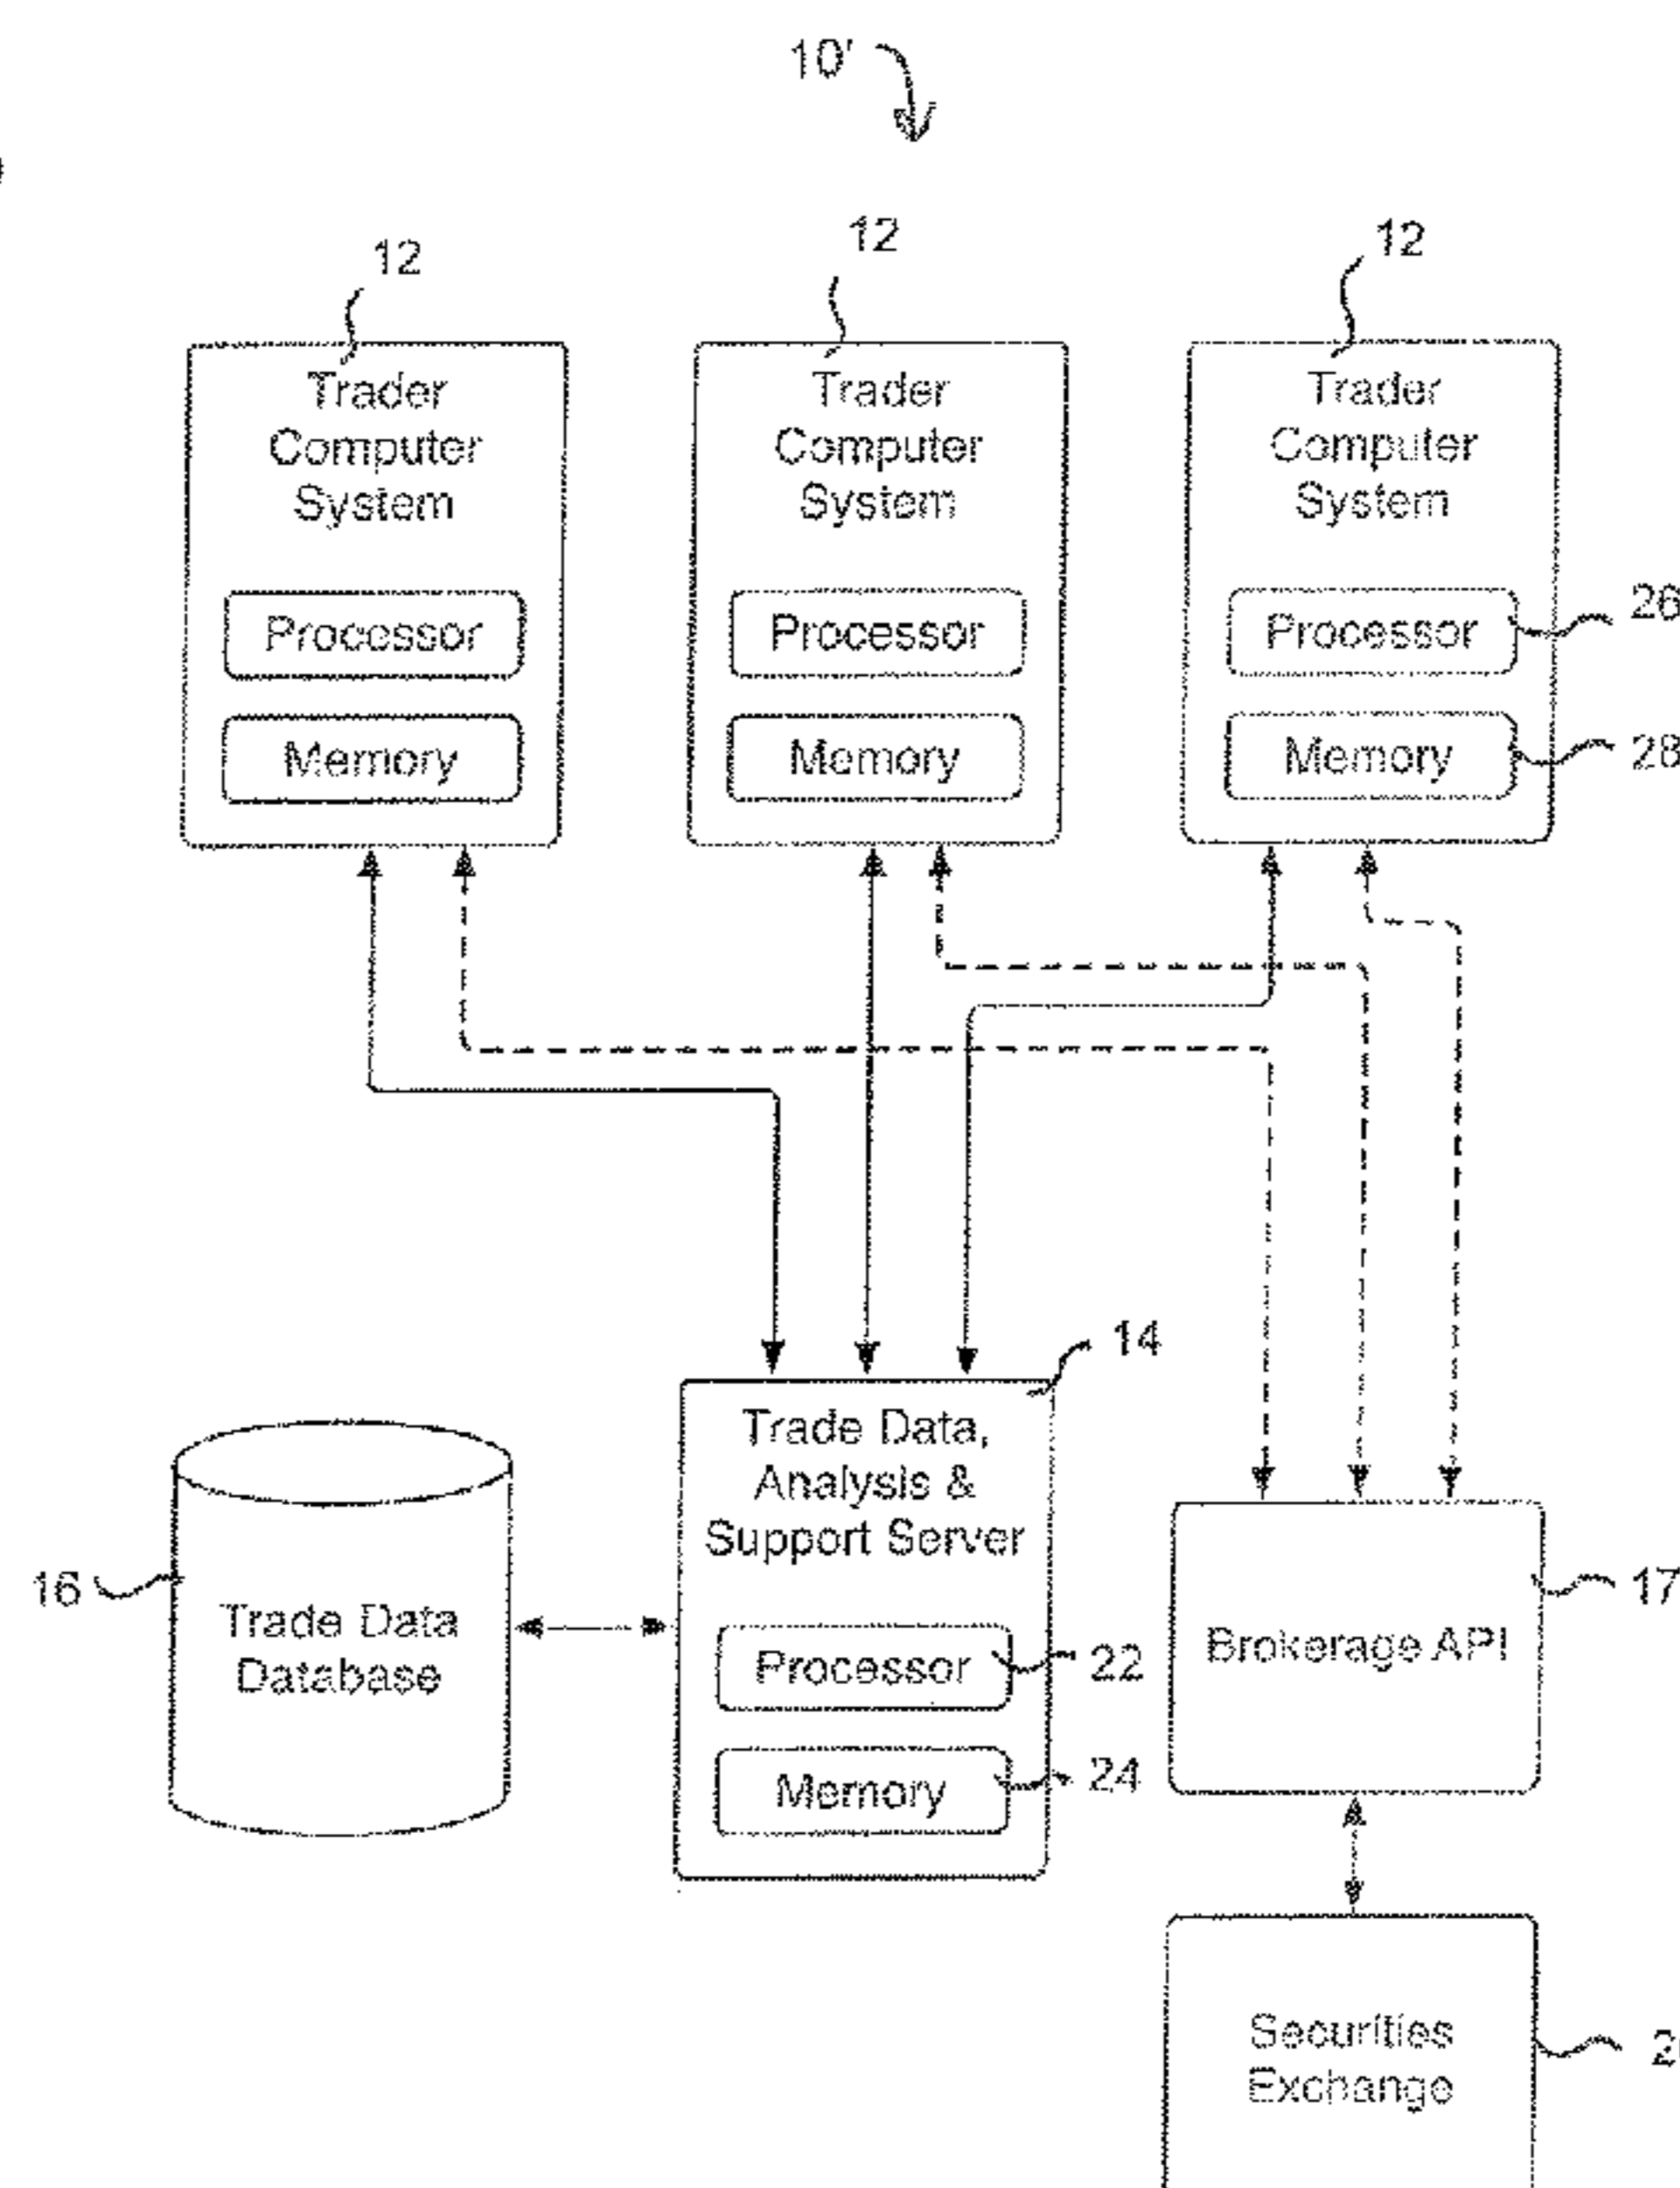 10'
12
12
12
Trader
Computer
System
Trader
Computer
System
Trader
Computer
System
Processor
Processor
Processor
26
Memory
Memory
Memory
28
14
Trade Data,
Analysis &
Support Server
16
Trade Data
Database
Processor
22
Memory
24
Brokerage API
17
Securities
Exchange